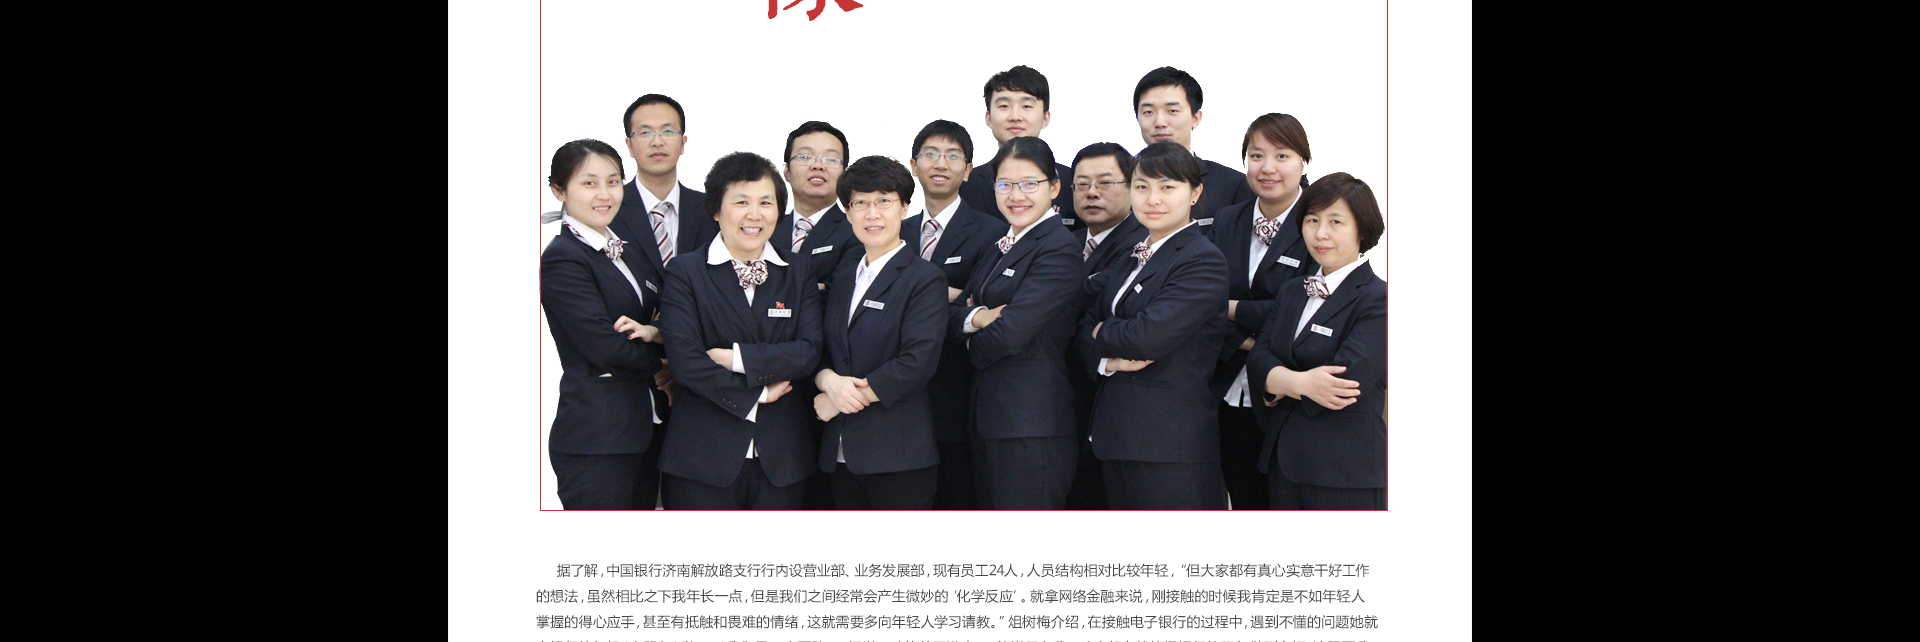 据了解,中国银行济南解放路支行行内设营业部、业务发展部,现有员工24人,人员结构相对比较年轻,“但大家都有真心实意干好工作
的想法,虽然相比之下我年长一点,但是我们之间经常会产生微妙的‘化学反应’。就拿网络金融来说,刚接触的时候我肯定是不如年轻人
掌握的得心应手,甚至有抵触和畏难的情绪,这就需要多向年轻人学习请教。”俎树梅介绍,在接触电子银行的过程中,遇到不懂的问题她就